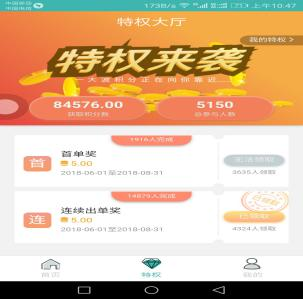 中国移动
中国电信
173B/s
上午10:47
特权大厅
我的特权
特权来袭
一大波积分正在向你靠近
84576.00
获取积分数
5150
总参与人数
1916人完成
首
首单奖
5.00
2018-06-01至2018-08-31
3635人领取
14879人完成
连
连续出单奖
5.00
2018-06-01至2018-08-31
已领取
4324人领取
首页
特权
我的